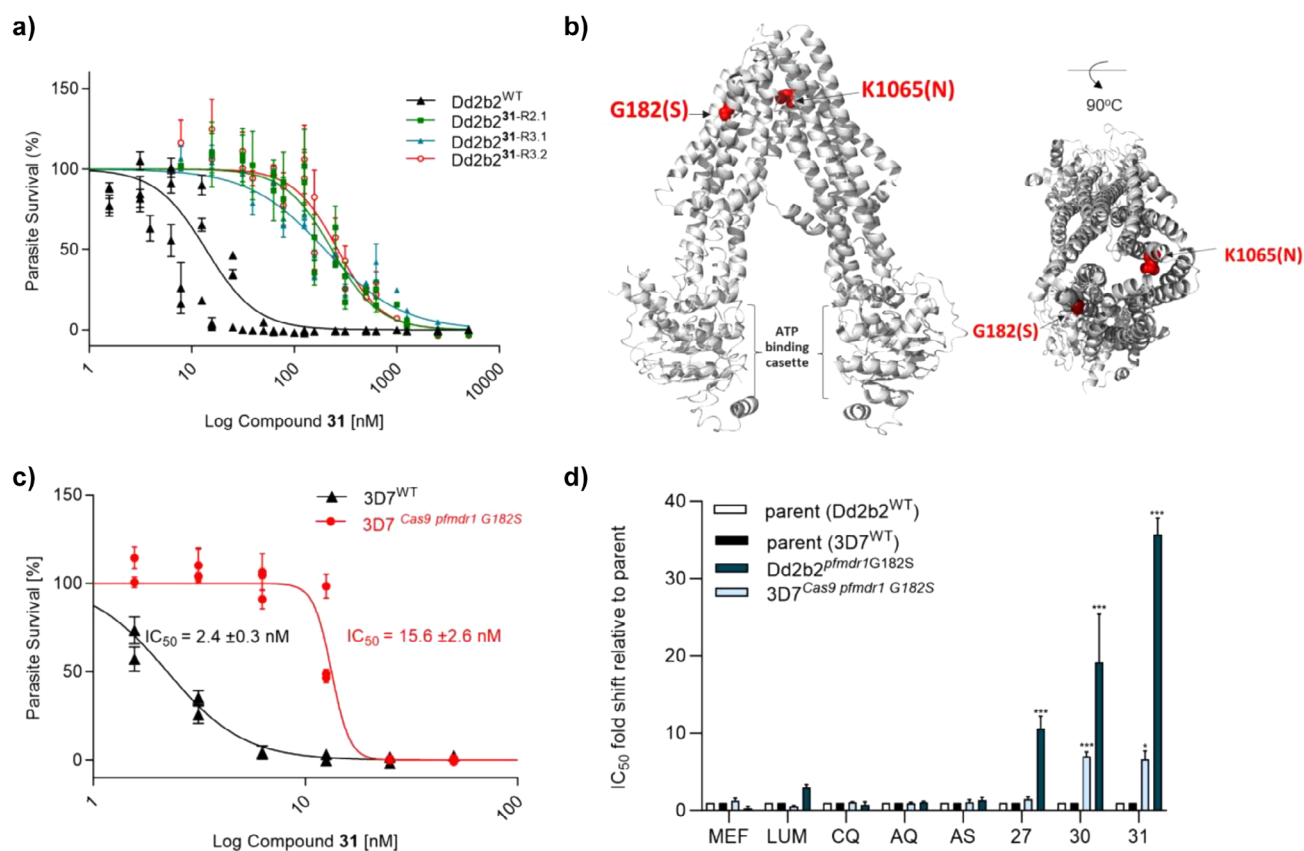 a)
150
100
50
0
1
10
100
1000
10000
Parasite Survival (%)
Log Compound 31 [nM]
Dd2b2WT
Dd2b231-R2.1
Dd2b231-R3.1
Dd2b231-R3.2
b)
G182(S)
K1065(N)
ATP
binding
casette
90ºC
K1065(N)
G182(S)
c)
150
100
50
0
1
10
100
Parasite Survival [%]
Log Compound 31 [nM]
3D7WT
3D7Cas9 pfmdr1 G182S
IC50 = 2.4 ±0.3 nM
IC50 = 15.6 ±2.6 nM
d)
40
30
20
10
0
IC50 fold shift relative to parent
parent (Dd2b2WT)
parent (3D7WT)
Dd2b2pfmdr1G182S
3D7Cas9 pfmdr1 G182S
***
***
***
*
***
MEF
LUM
CQ
AQ
AS
27
30
31